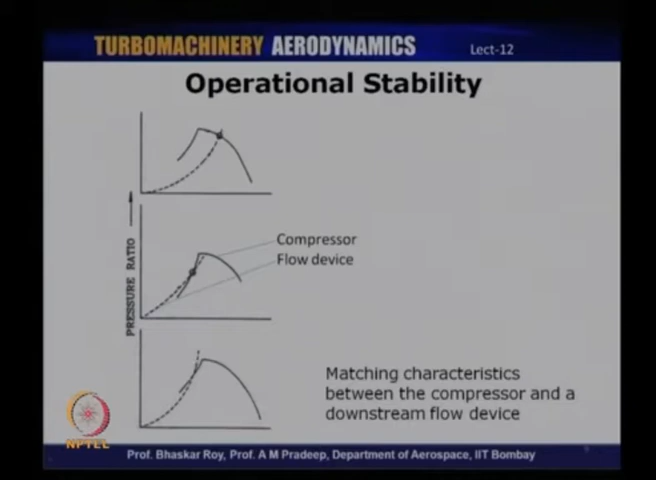 TURBOMACHINERY AERODYNAMICS Lect-12
Operational Stability
Compressor
Flow device
PRESSURE RATIO
Matching characteristics
between the compressor and a
downstream flow device
NPTEL
Prof. Bhaskar Roy, Prof. A M Pradeep, Department of Aerospace, IIT Bombay